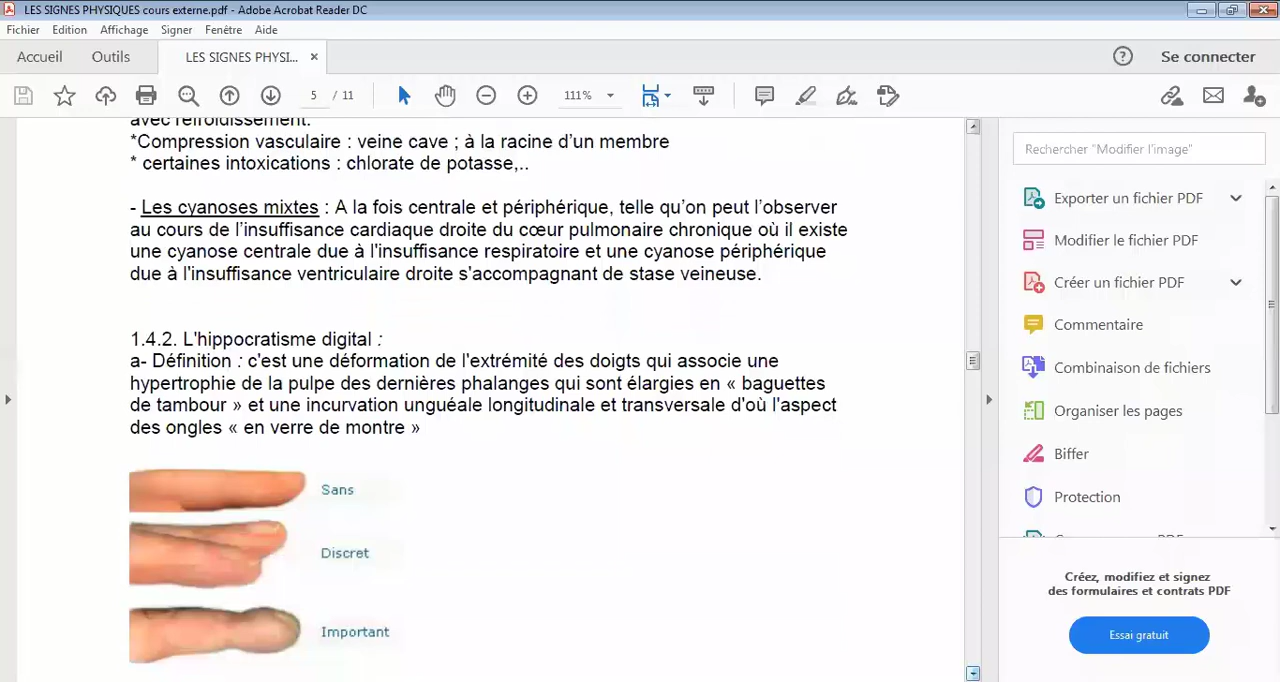 LES SIGNES PHYSIQUES cours externe.pdf - Adobe Acrobat Reader DC
Fichier Edition Affichage Signer Fenêtre Aide
Accueil Outils LES SIGNES PHYSI... × Se connecter
5 / 11 111%
avec refroidissement.
*Compression vasculaire : veine cave ; à la racine d’un membre
* certaines intoxications : chlorate de potasse,..
- Les cyanoses mixtes : A la fois centrale et périphérique, telle qu’on peut l’observer
au cours de l’insuffisance cardiaque droite du cœur pulmonaire chronique où il existe
une cyanose centrale due à l'insuffisance respiratoire et une cyanose périphérique
due à l'insuffisance ventriculaire droite s'accompagnant de stase veineuse.
1.4.2. L'hippocratisme digital :
a- Définition : c'est une déformation de l'extrémité des doigts qui associe une
hypertrophie de la pulpe des dernières phalanges qui sont élargies en « baguettes
de tambour » et une incurvation unguéale longitudinale et transversale d'où l'aspect
des ongles « en verre de montre »
Sans
Discret
Important
Rechercher "Modifier l'image"
Exporter un fichier PDF
Modifier le fichier PDF
Créer un fichier PDF
Commentaire
Combinaison de fichiers
Organiser les pages
Biffer
Protection
Créez, modifiez et signez
des formulaires et contrats PDF
Essai gratuit